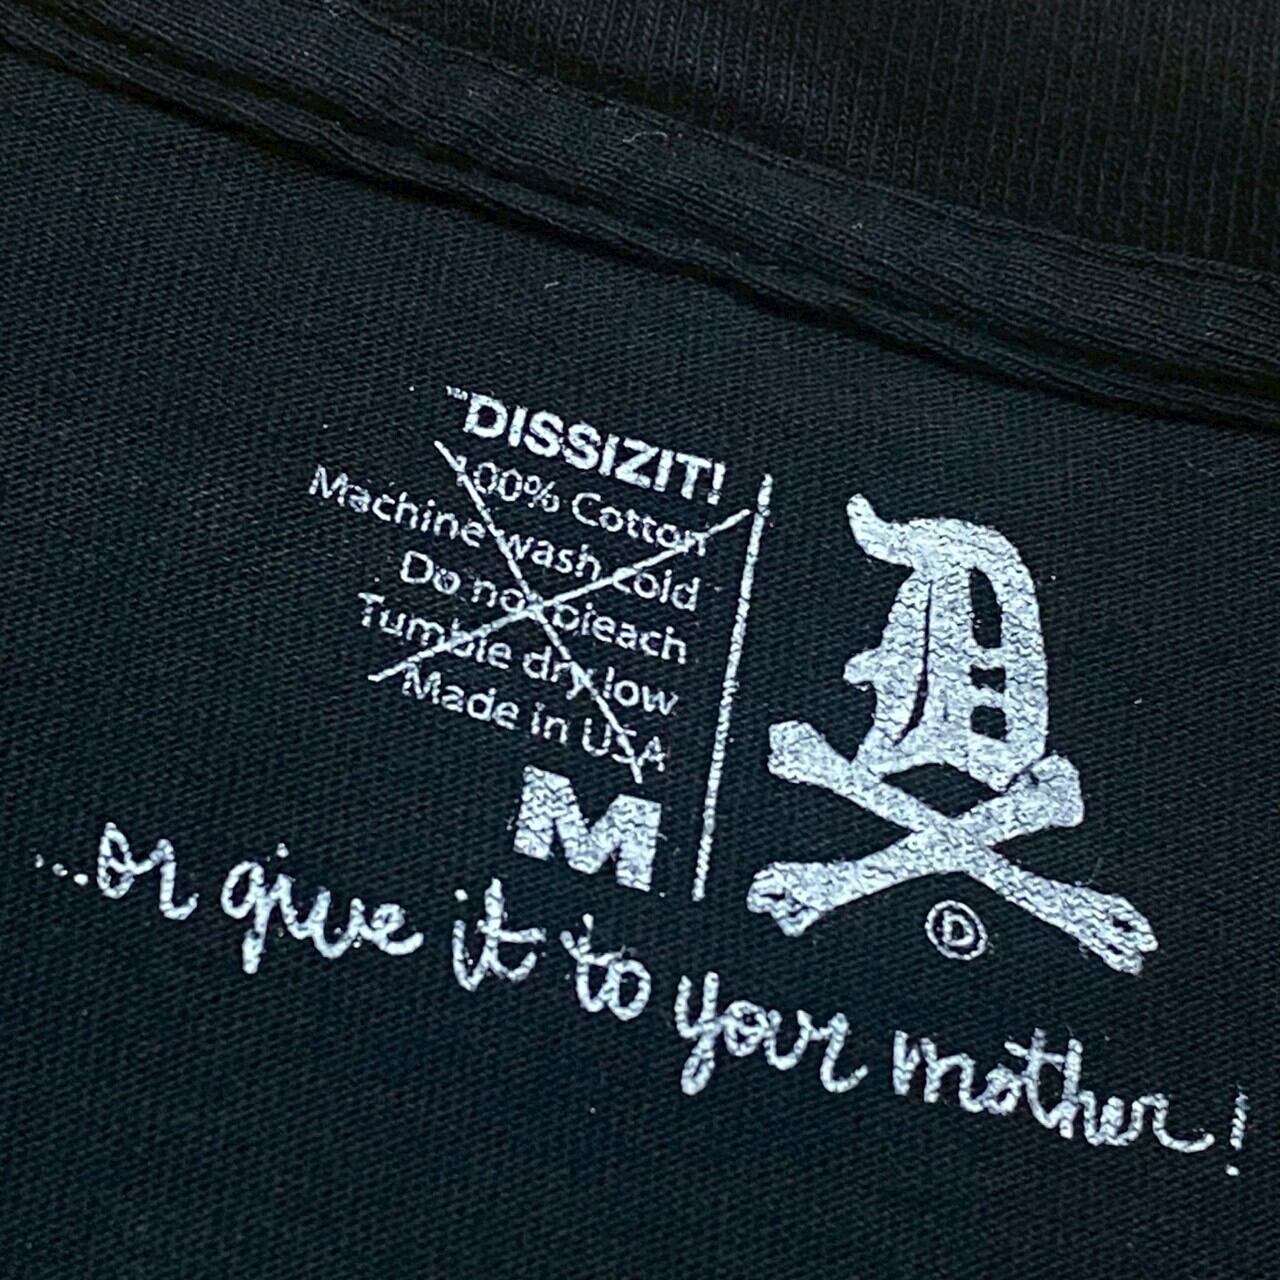 ™DISSIZIT!
100% Cotton
Machine wash cold
Do not bleach
Tumble dry low
Made in USA
M
D
Ⓓ
...or give it to your mother!